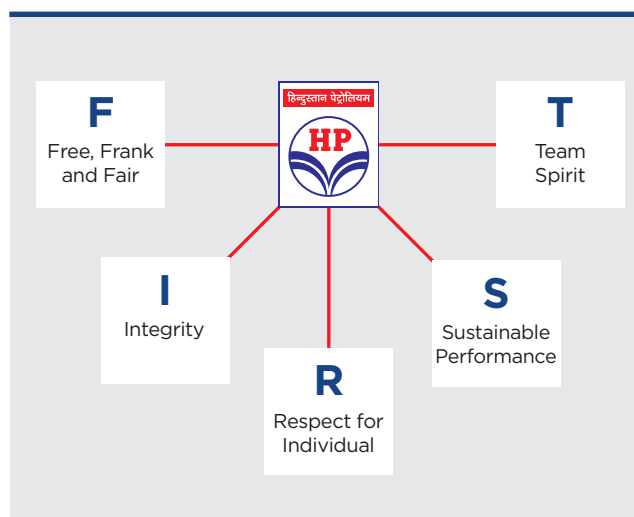 हिन्दुस्तान पेट्रोलियम
HP
F
Free, Frank
and Fair
I
Integrity
R
Respect for
Individual
S
Sustainable
Performance
T
Team
Spirit